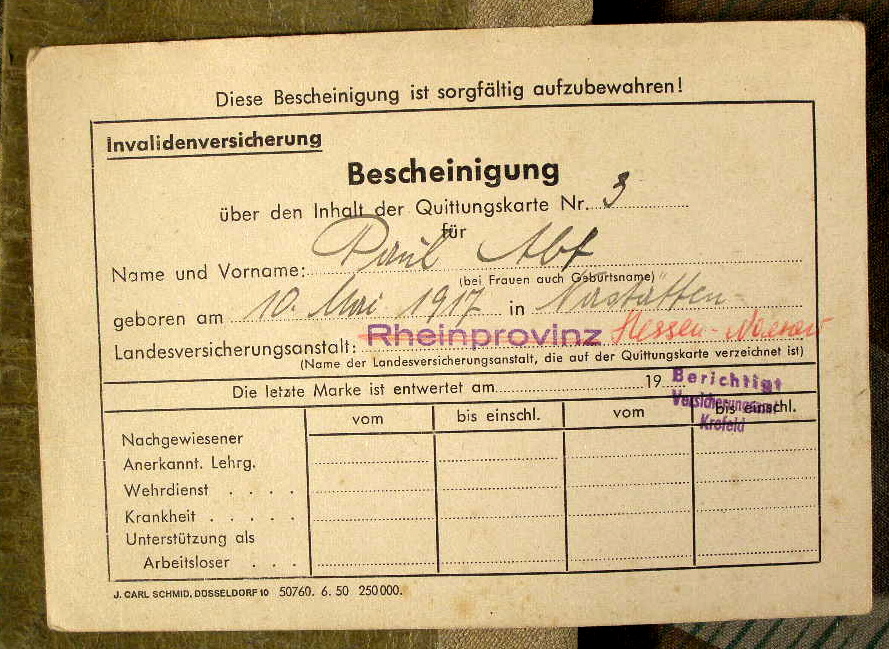 Diese Bescheinigung ist sorgfältig aufzubewahren!
Invalidenversicherung
Bescheinigung
über den Inhalt der Quittungskarte Nr. 3
für
Name und Vorname: Paul Abt
(bei Frauen auch Geburtsname)
geboren am 10. Mai 1917 in Nastätten
Landesversicherungsanstalt: Rheinprovinz Hessen-
(Name der Landesversicherungsanstalt, die auf der Quittungskarte verzeichnet ist)
Die letzte Marke ist entwertet am 19
Berichtigt
Versicherungsamt
Krefeld
vom bis einschl. vom bis einschl.
Nachgewiesener
Anerkannt. Lehrg.
Wehrdienst . . . .
Krankheit . . . . .
Unterstützung als
Arbeitsloser . . .
J. CARL SCHMID, DÜSSELDORF 10 50760. 6. 50 250000.